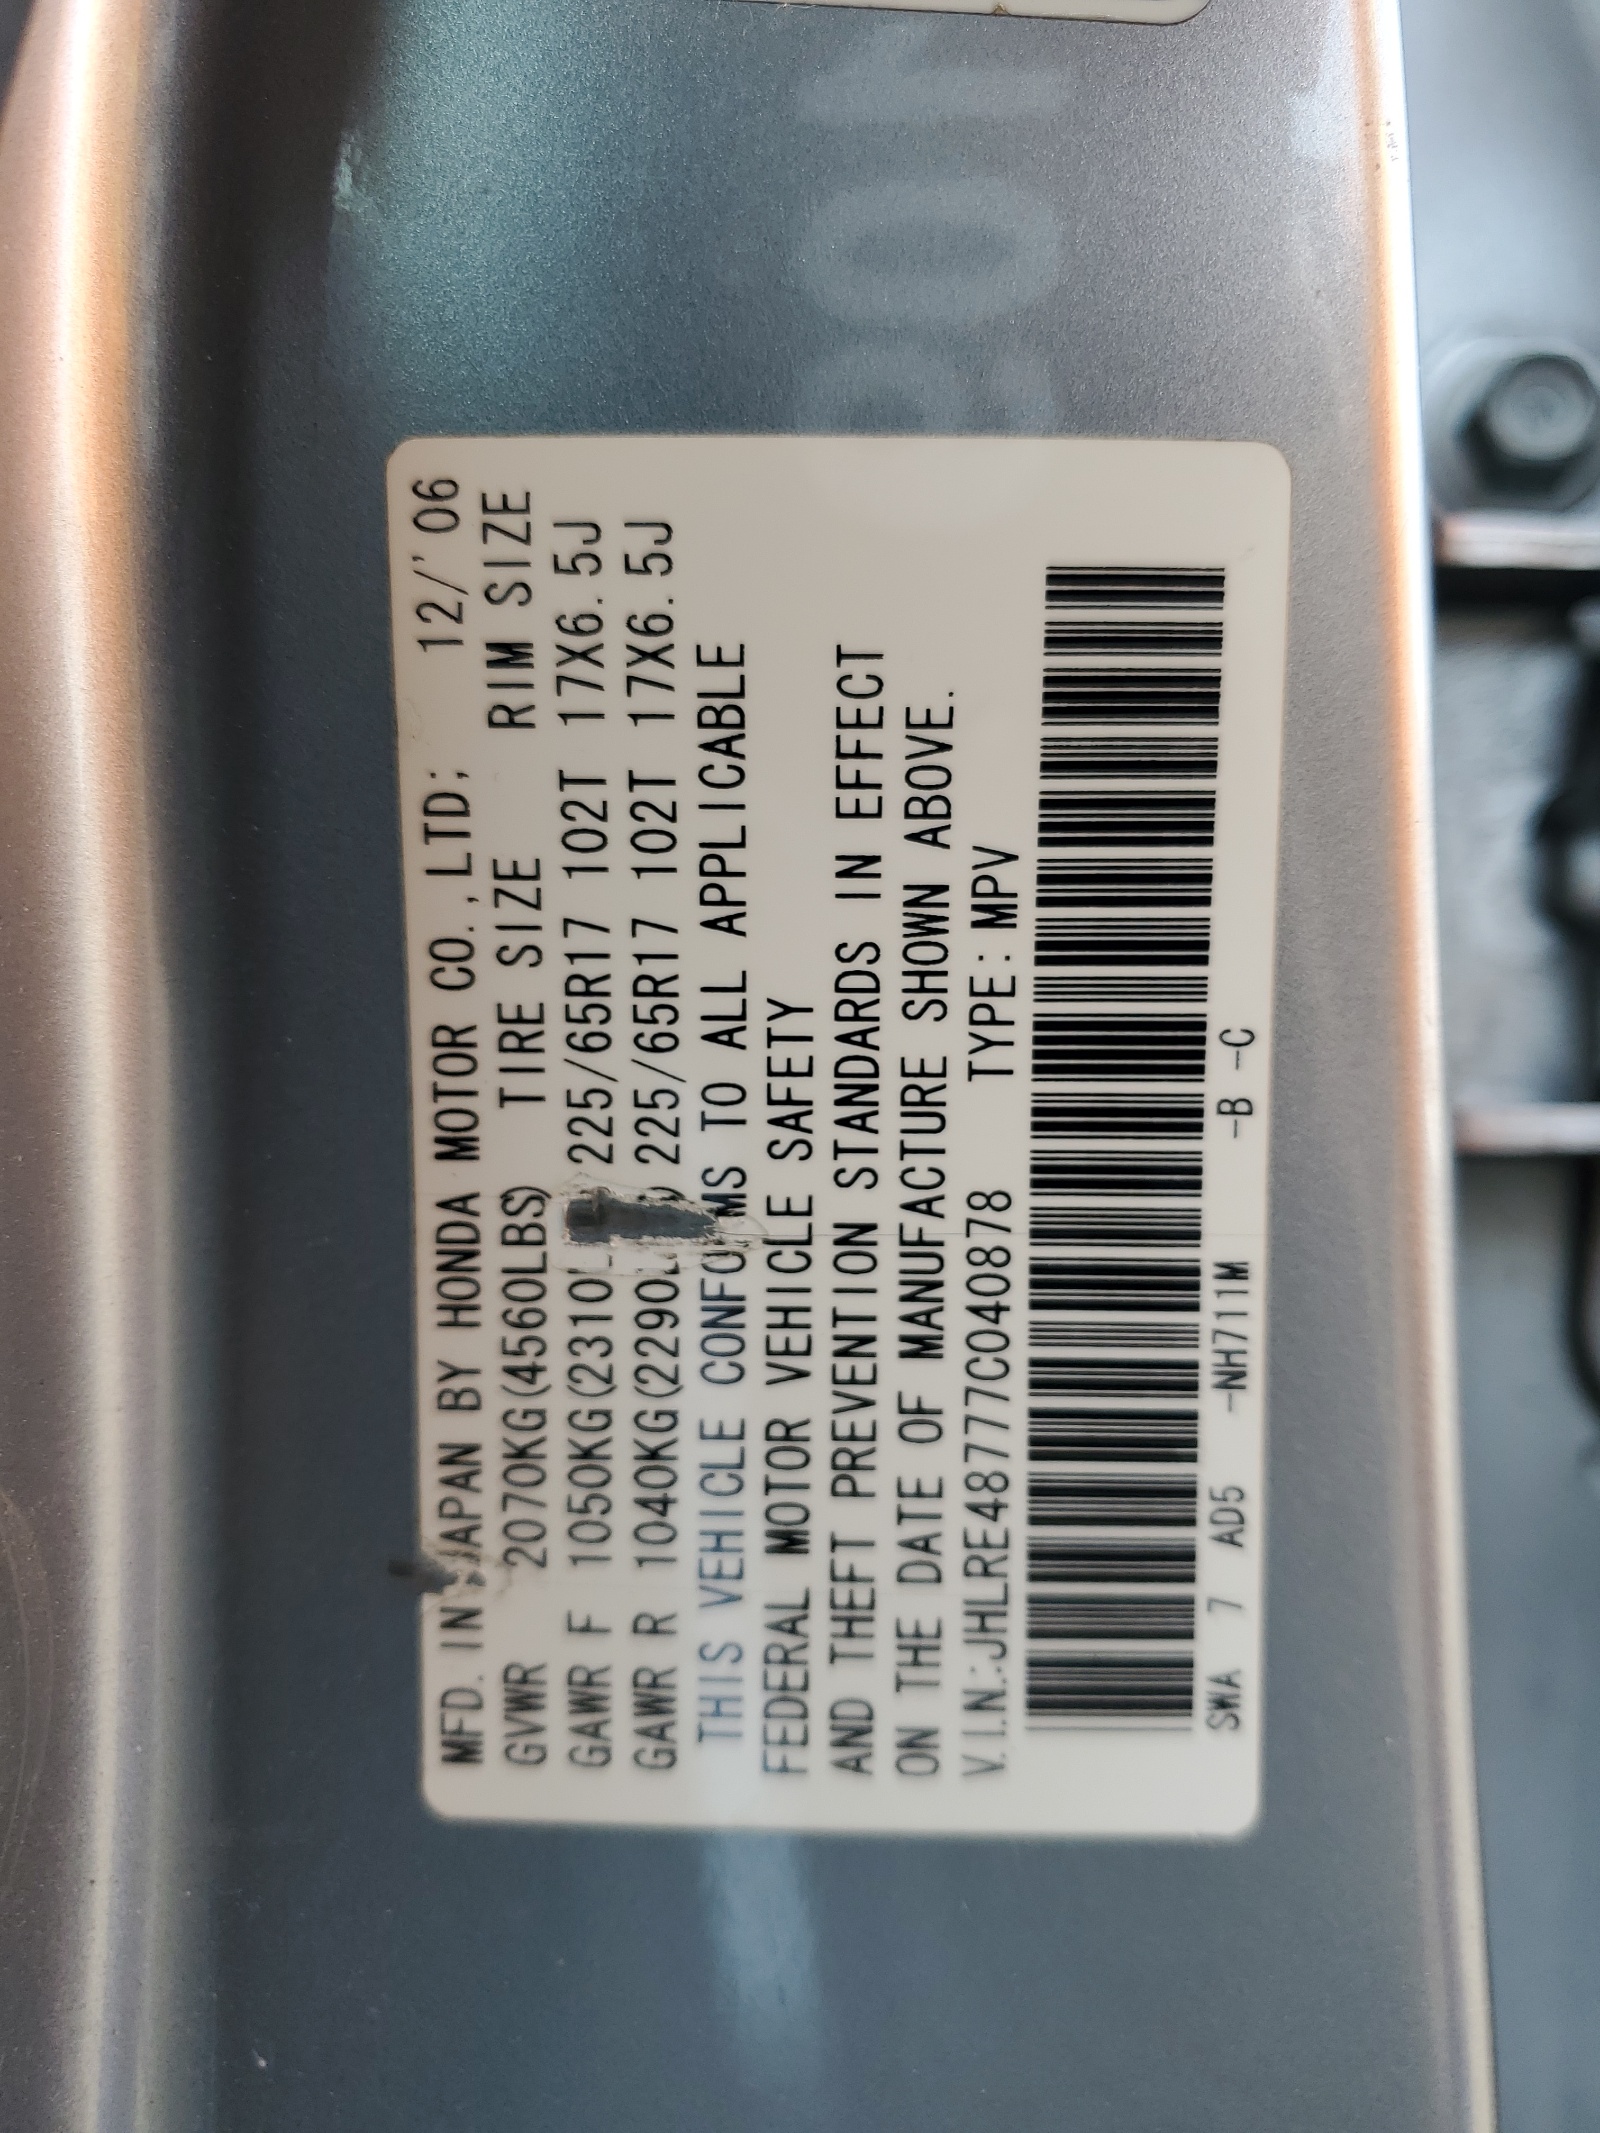 MFD. IN JAPAN BY HONDA MOTOR CO.,LTD; 12/'06
GVWR 2070KG(4560LBS) TIRE SIZE RIM SIZE
GAWR F 1050KG(2310L 225/65R17 102T 17X6.5J
GAWR R 1040KG(2290L ) 225/65R17 102T 17X6.5J
THIS VEHICLE CONFO MS TO ALL APPLICABLE
FEDERAL MOTOR VEHICLE SAFETY
AND THEFT PREVENTION STANDARDS IN EFFECT
ON THE DATE OF MANUFACTURE SHOWN ABOVE.
V.I.N.:JHLRE48777C040878 TYPE:MPV
SWA 7 AD5 -NH711M -B -C